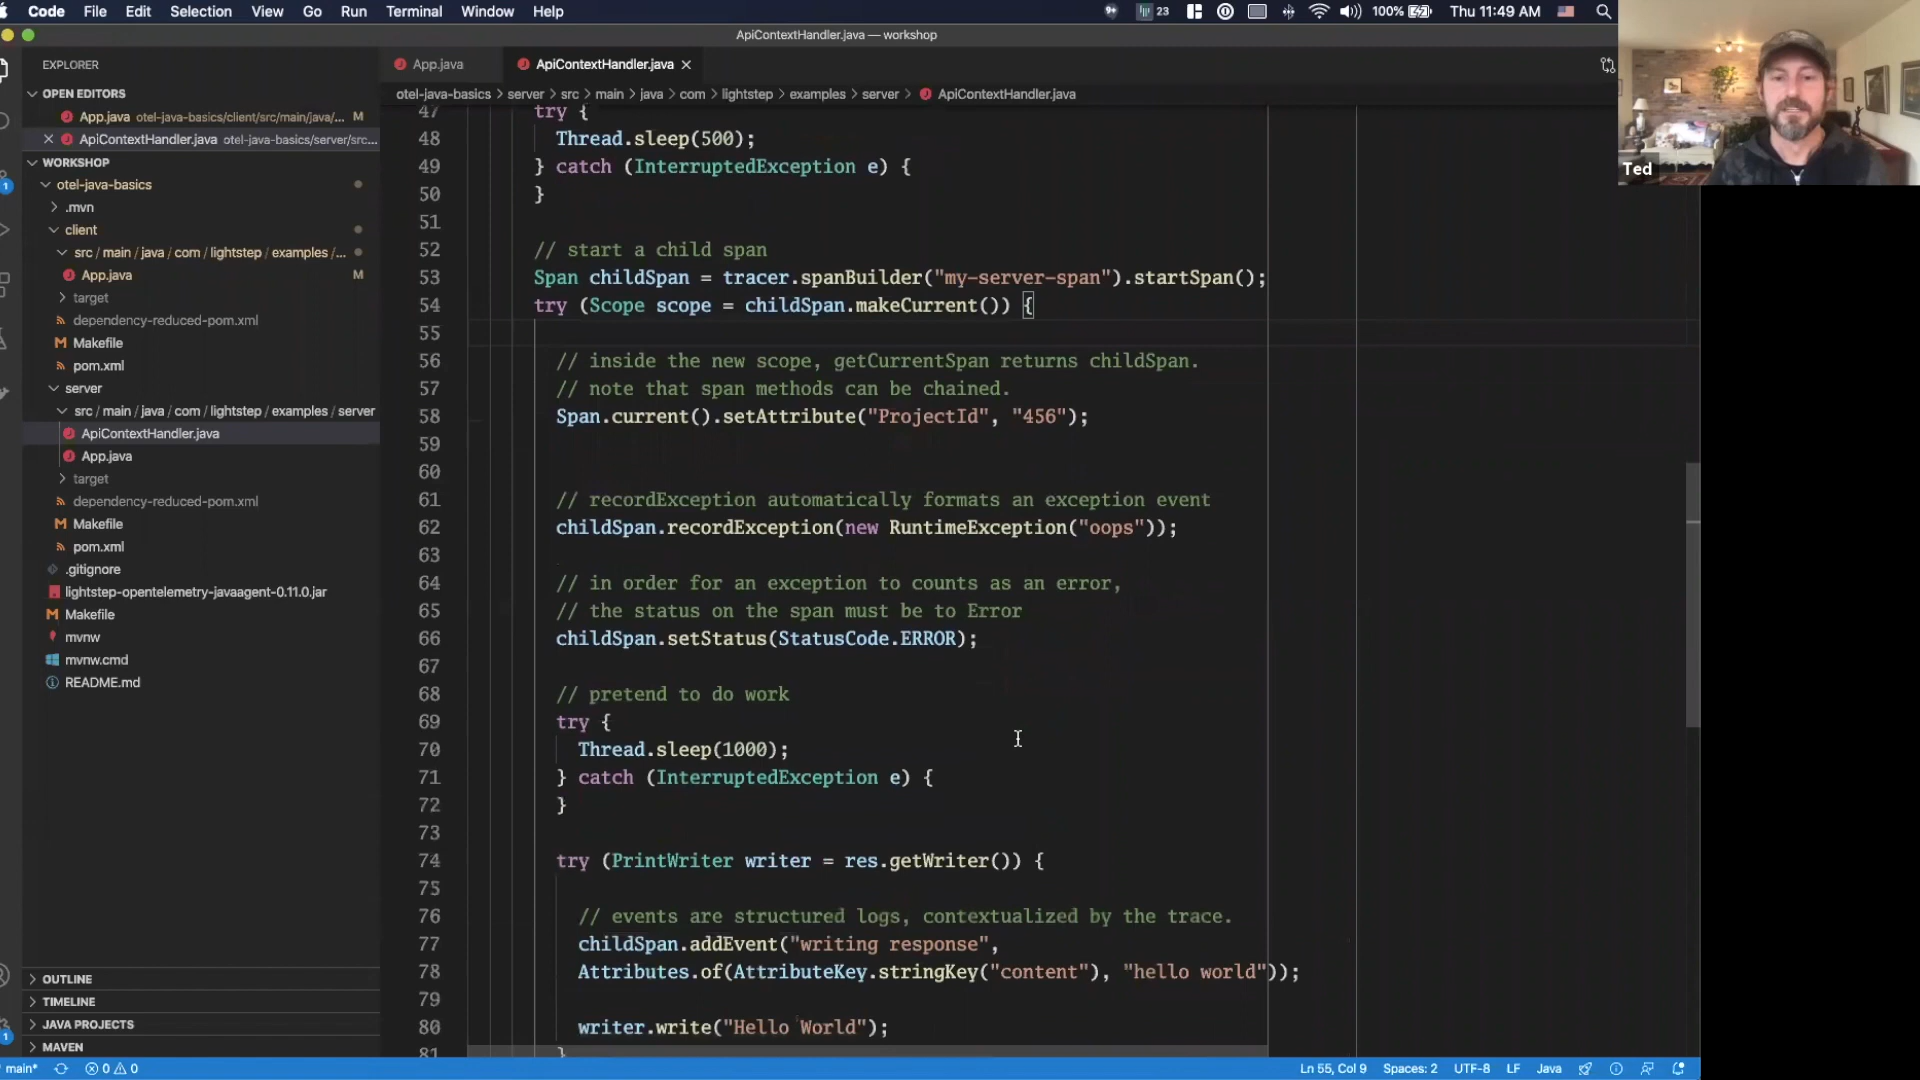 Code File Edit Selection View Go Run Terminal Window Help 23 100% Thu 11:49 AM
ApiContextHandler.java — workshop
EXPLORER
OPEN EDITORS
App.java otel-java-basics/client/src/main/java/... M
ApiContextHandler.java otel-java-basics/server/src...
WORKSHOP
otel-java-basics
.mvn
client
src / main / java / com / lightstep / examples /...
App.java M
target
dependency-reduced-pom.xml
Makefile
pom.xml
server
src / main / java / com / lightstep / examples / server
ApiContextHandler.java
App.java
target
dependency-reduced-pom.xml
Makefile
pom.xml
.gitignore
lightstep-opentelemetry-javaagent-0.11.0.jar
Makefile
mvnw
mvnw.cmd
README.md
OUTLINE
TIMELINE
JAVA PROJECTS
MAVEN
App.java ApiContextHandler.java
otel-java-basics > server > src > main > java > com > lightstep > examples > server > ApiContextHandler.java
47 try {
48 Thread.sleep(500);
49 } catch (InterruptedException e) {
50 }
51
52 // start a child span
53 Span childSpan = tracer.spanBuilder("my-server-span").startSpan();
54 try (Scope scope = childSpan.makeCurrent()) {
55
56 // inside the new scope, getCurrentSpan returns childSpan.
57 // note that span methods can be chained.
58 Span.current().setAttribute("ProjectId", "456");
59
60
61 // recordException automatically formats an exception event
62 childSpan.recordException(new RuntimeException("oops"));
63
64 // in order for an exception to counts as an error,
65 // the status on the span must be to Error
66 childSpan.setStatus(StatusCode.ERROR);
67
68 // pretend to do work
69 try {
70 Thread.sleep(1000);
71 } catch (InterruptedException e) {
72 }
73
74 try (PrintWriter writer = res.getWriter()) {
75
76 // events are structured logs, contextualized by the trace.
77 childSpan.addEvent("writing response",
78 Attributes.of(AttributeKey.stringKey("content"), "hello world"));
79
80 writer.write("Hello World");
81 }
Ted
main* 0 0 Ln 55, Col 9 Spaces: 2 UTF-8 LF Java